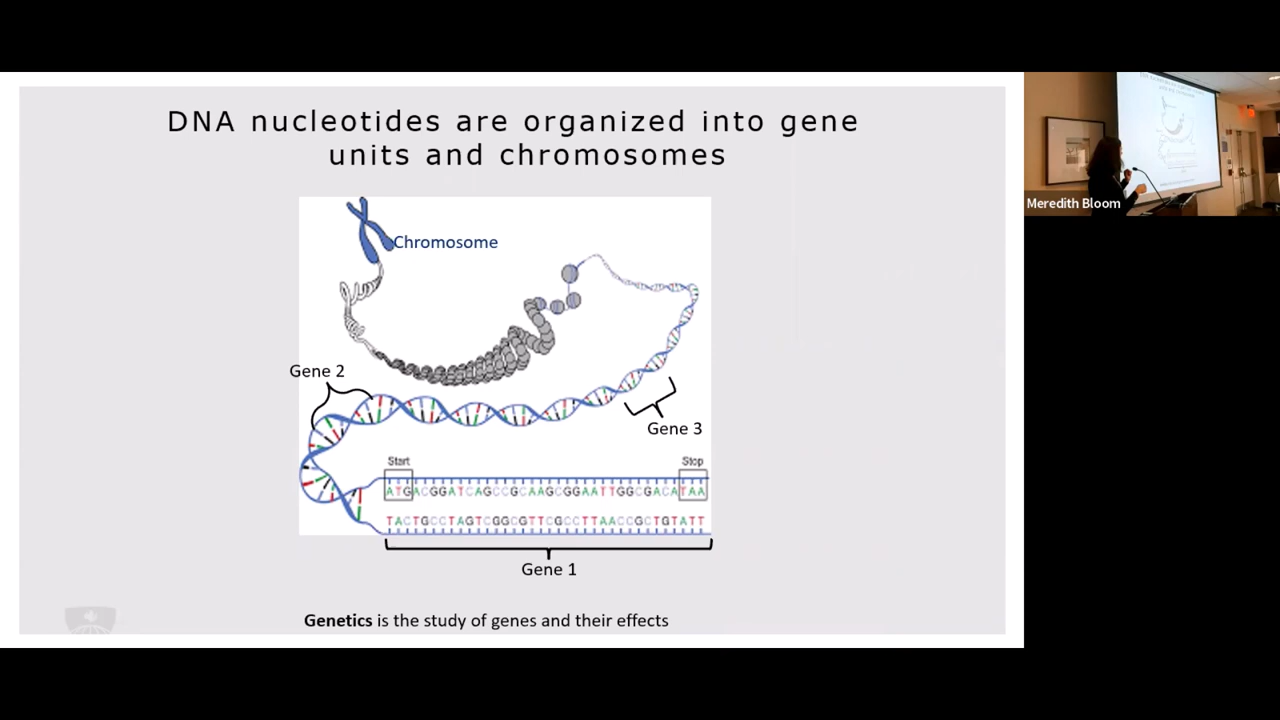 DNA nucleotides are organized into gene
units and chromosomes
Chromosome
Gene 2
Gene 3
Start
Stop
ATGACGGATCAGCCGCAAGCGGAATTGGCGACATAA
TACTGCCTAGTCGGCGTTCGCCTTAACCGCTGTATT
Gene 1
Genetics is the study of genes and their effects
Meredith Bloom